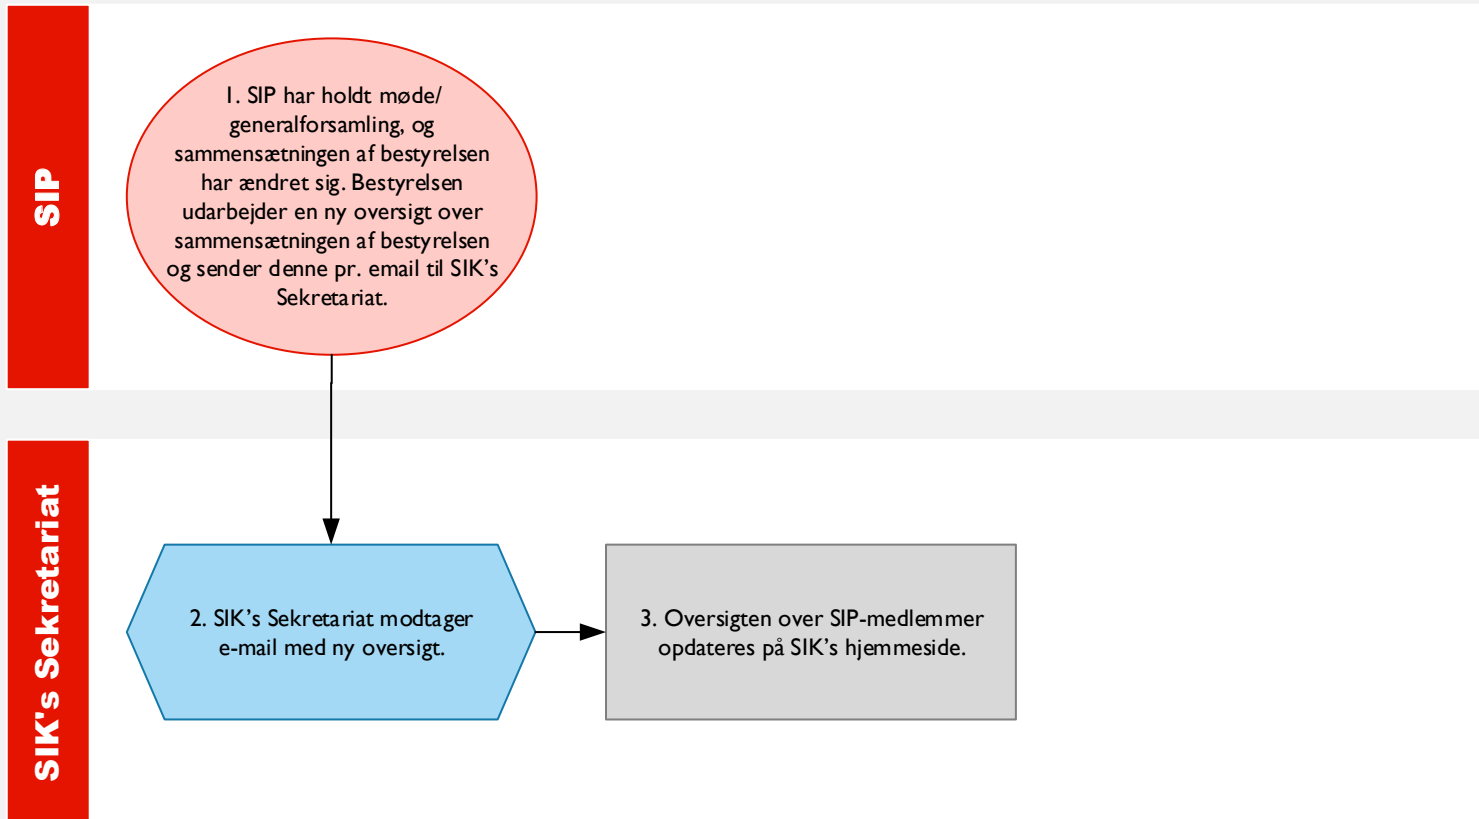 SIP
1. SIP har holdt møde/
generalforsamling, og
sammensætningen af bestyrelsen
har ændret sig. Bestyrelsen
udarbejder en ny oversigt over
sammensætningen af bestyrelsen
og sender denne pr. email til SIK’s
Sekretariat.
SIK's Sekretariat
2. SIK’s Sekretariat modtager
e-mail med ny oversigt.
3. Oversigten over SIP-medlemmer
opdateres på SIK’s hjemmeside.